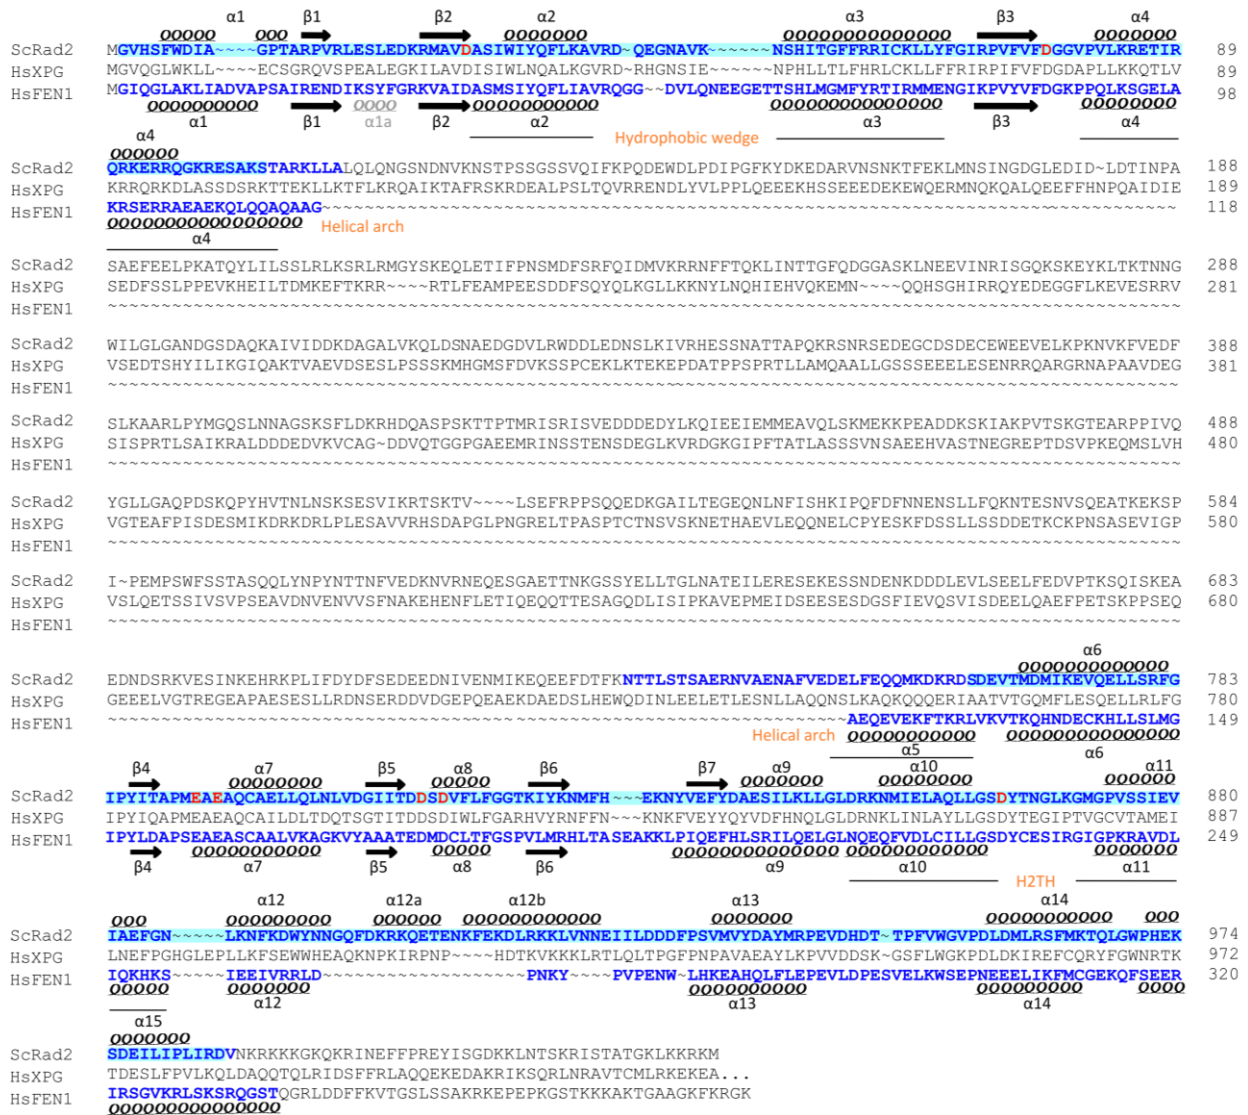 α1 β1 β2 α2 α3 β3 α4
ScRad2 MGVHSFWDIA~~~~GPTARPVRLESLEDKRMAVDASIWIYQFLKAVRD~QEGNAVK~~~~~~NSHITGFFRRICKLLYFGIRPVFVFDGGVPVLKRETIR 89
HsXPG MGVQGLWKLL~~~~ECSGRQVSPEALEGKILAVDISIWLNQALKGVRD~RHGNSIE~~~~~~NPHLLTLFHRLCKLLFFRIRPIFVFDGDAPLLKKQTLV 89
HsFEN1 MGIQGLAKLIADVAPSAIRENDIKSYFGRKVAIDASMSIYQFLIAVRQGG~~DVLQNEEGETTSHLMGMFYRTIRMMENGIKPVYVFDGKPPQLKSGELA 98
α1 β1 α1a β2 α2 Hydrophobic wedge α3 β3 α4
α4
ScRad2 QRKERRQGKRESAKSTARKLLALQLQNGSNDNVKNSTPSSGSSVQIFKPQDEWDLPDIPGFKYDKEDARVNSNKTFEKLMNSINGDGLEDID~LDTINPA 188
HsXPG KRRQRKDLASSDSRKTTEKLLKTFLKRQAIKTAFRSKRDEALPSLTQVRRENDLYVLPPLQEEEKHSSEEEDEKEWQERMNQKQALQEEFFHNPQAIDIE 189
HsFEN1 KRSERRAEAEKQLQQAQAAG~~~~~~~~~~~~~~~~~~~~~~~~~~~~~~~~~~~~~~~~~~~~~~~~~~~~~~~~~~~~~~~~~~~~~~~~~~~~~~~~ 118
Helical arch
α4
ScRad2 SAEFEELPKATQYLILSSLRLKSRLRMGYSKEQLETIFPNSMDFSRFQIDMVKRRNFFTQKLINTTGFQDGGASKLNEEVINRISGQKSKEYKLTKTNNG 288
HsXPG SEDFSSLPPEVKHEILTDMKEFTKRR~~~~RTLFEAMPEESDDFSQYQLKGLLKKNYLNQHIEHVQKEMN~~~~QQHSGHIRRQYEDEGGFLKEVESRRV 281
HsFEN1 ~~~~~~~~~~~~~~~~~~~~~~~~~~~~~~~~~~~~~~~~~~~~~~~~~~~~~~~~~~~~~~~~~~~~~~~~~~~~~~~~~~~~~~~~~~~~~~~~~~~~
ScRad2 WILGLGANDGSDAQKAIVIDDKDAGALVKQLDSNAEDGDVLRWDDLEDNSLKIVRHESSNATTAPQKRSNRSEDEGCDSDECEWEEVELKPKNVKFVEDF 388
HsXPG VSEDTSHYILIKGIQAKTVAEVDSESLPSSSKMHGMSFDVKSSPCEKLKTEKEPDATPPSPRTLLAMQAALLGSSSEEELESENRRQARGRNAPAAVDEG 381
HsFEN1 ~~~~~~~~~~~~~~~~~~~~~~~~~~~~~~~~~~~~~~~~~~~~~~~~~~~~~~~~~~~~~~~~~~~~~~~~~~~~~~~~~~~~~~~~~~~~~~~~~~~~
ScRad2 SLKAARLPYMGQSLNNAGSKSFLDKRHDQASPSKTTPTMRISRISVEDDDEDYLKQIEEIEMMEAVQLSKMEKKPEADDKSKIAKPVTSKGTEARPPIVQ 488
HsXPG SISPRTLSAIKRALDDDEDVKVCAG~DDVQTGGPGAEEMRINSSTENSDEGLKVRDGKGIPFTATLASSSVNSAEEHVASTNEGREPTDSVPKEQMSLVH 480
HsFEN1 ~~~~~~~~~~~~~~~~~~~~~~~~~~~~~~~~~~~~~~~~~~~~~~~~~~~~~~~~~~~~~~~~~~~~~~~~~~~~~~~~~~~~~~~~~~~~~~~~~~~~
ScRad2 YGLLGAQPDSKQPYHVTNLNSKSESVIKRTSKTV~~~~LSEFRPPSQQEDKGAILTEGEQNLNFISHKIPQFDFNNENSLLFQKNTESNVSQEATKEKSP 584
HsXPG VGTEAFPISDESMIKDRKDRLPLESAVVRHSDAPGLPNGRELTPASPTCTNSVSKNETHAEVLEQQNELCPYESKFDSSLLSSDDETKCKPNSASEVIGP 580
HsFEN1 ~~~~~~~~~~~~~~~~~~~~~~~~~~~~~~~~~~~~~~~~~~~~~~~~~~~~~~~~~~~~~~~~~~~~~~~~~~~~~~~~~~~~~~~~~~~~~~~~~~~~
ScRad2 I~PEMPSWFSSTASQQLYNPYNTTNFVEDKNVRNEQESGAETTNKGSSYELLTGLNATEILERESEKESSNDENKDDDLEVLSEELFEDVPTKSQISKEA 683
HsXPG VSLQETSSIVSVPSEAVDNVENVVSFNAKEHENFLETIQEQQTTESAGQDLISIPKAVEPMEIDSEESESDGSFIEVQSVISDEELQAEFPETSKPPSEQ 680
HsFEN1 ~~~~~~~~~~~~~~~~~~~~~~~~~~~~~~~~~~~~~~~~~~~~~~~~~~~~~~~~~~~~~~~~~~~~~~~~~~~~~~~~~~~~~~~~~~~~~~~~~~~~
α6
ScRad2 EDNDSRKVESINKEHRKPLIFDYDFSEDEEDNIVENMIKEQEEFDTFKNTTLSTSAERNVAENAFVEDELFEQQMKDKRDSDEVTMDMIKEVQELLSRFG 783
HsXPG GEEELVGTREGEAPAESESLLRDNSERDDVDGEPQEAEKDAEDSLHEWQDINLEELETLESNLLAQQNSLKAQKQQQERIAATVTGQMFLESQELLRLFG 780
HsFEN1 ~~~~~~~~~~~~~~~~~~~~~~~~~~~~~~~~~~~~~~~~~~~~~~~~~~~~~~~~~~~~~~~~~~~~~AEQEVEKFTKRLVKVTKQHNDECKHLLSLMG 149
Helical arch α5 α6
β4 α7 β5 α8 β6 β7 α9 α10 α11
ScRad2 IPYITAPMEAEAQCAELLQLNLVDGIITDDSDVFLFGGTKIYKNMFH~~~EKNYVEFYDAESILKLLGLDRKNMIELAQLLGSDYTNGLKGMGPVSSIEV 880
HsXPG IPYIQAPMEAEAQCAILDLTDQTSGTITDDSDIWLFGARHVYRNFFN~~~KNKFVEYYQYVDFHNQLGLDRNKLINLAYLLGSDYTEGIPTVGCVTAMEI 877
HsFEN1 IPYLDAPSEAEASCAALVKAGKVYAAATEDMDCLTFGSPVLMRHLTASEAKKLPIQEFHLSRILQELGLNQEQFVDLCILLGSDYCESIRGIGPKRAVDL 249
β4 α7 β5 α8 β6 α9 α10 H2TH α11
α12 α12a α12b α13 α14
ScRad2 IAEFGN~~~~~LKNFKDWYNNGQFDKRKQETENKFEKDLRKKLVNNEIILDDDFPSVMVYDAYMRPEVDHDT~TPFVWGVPDLDMLRSFMKTQLGWPHEK 974
HsXPG LNEFPGHGLEPLLKFSEWWHEAQKNPKIRPNP~~~~HDTKVKKKLRTLQLTPGFPNPAVAEAYLKPVVDDSK~GSFLWGKPDLDKIREFCQRYFGWNRTK 972
HsFEN1 IQKHKS~~~~~IEEIVRRLD~~~~~~~~~~~~~~~~~~~PNKY~~~~PVPENW~LHKEAHQLFLEPEVLDPESVELKWSEPNEEELIKFMCGEKQFSEER 320
α12 α13 α14
α15
ScRad2 SDEILIPLIRDVNKRKKKGKQKRINEFFPREYISGDKKLNTSKRISTATGKLKKRKM
HsXPG TDESLFPVLKQLDAQQTQLRIDSFFRLAQQEKEDAKRIKSQRLNRAVTCMLRKEKEA...
HsFEN1 IRSGVKRLSKSRQGSTQGRLDDFFKVTGSLSSAKRKEPEPKGSTKKKAKTGAAGKFKRGK